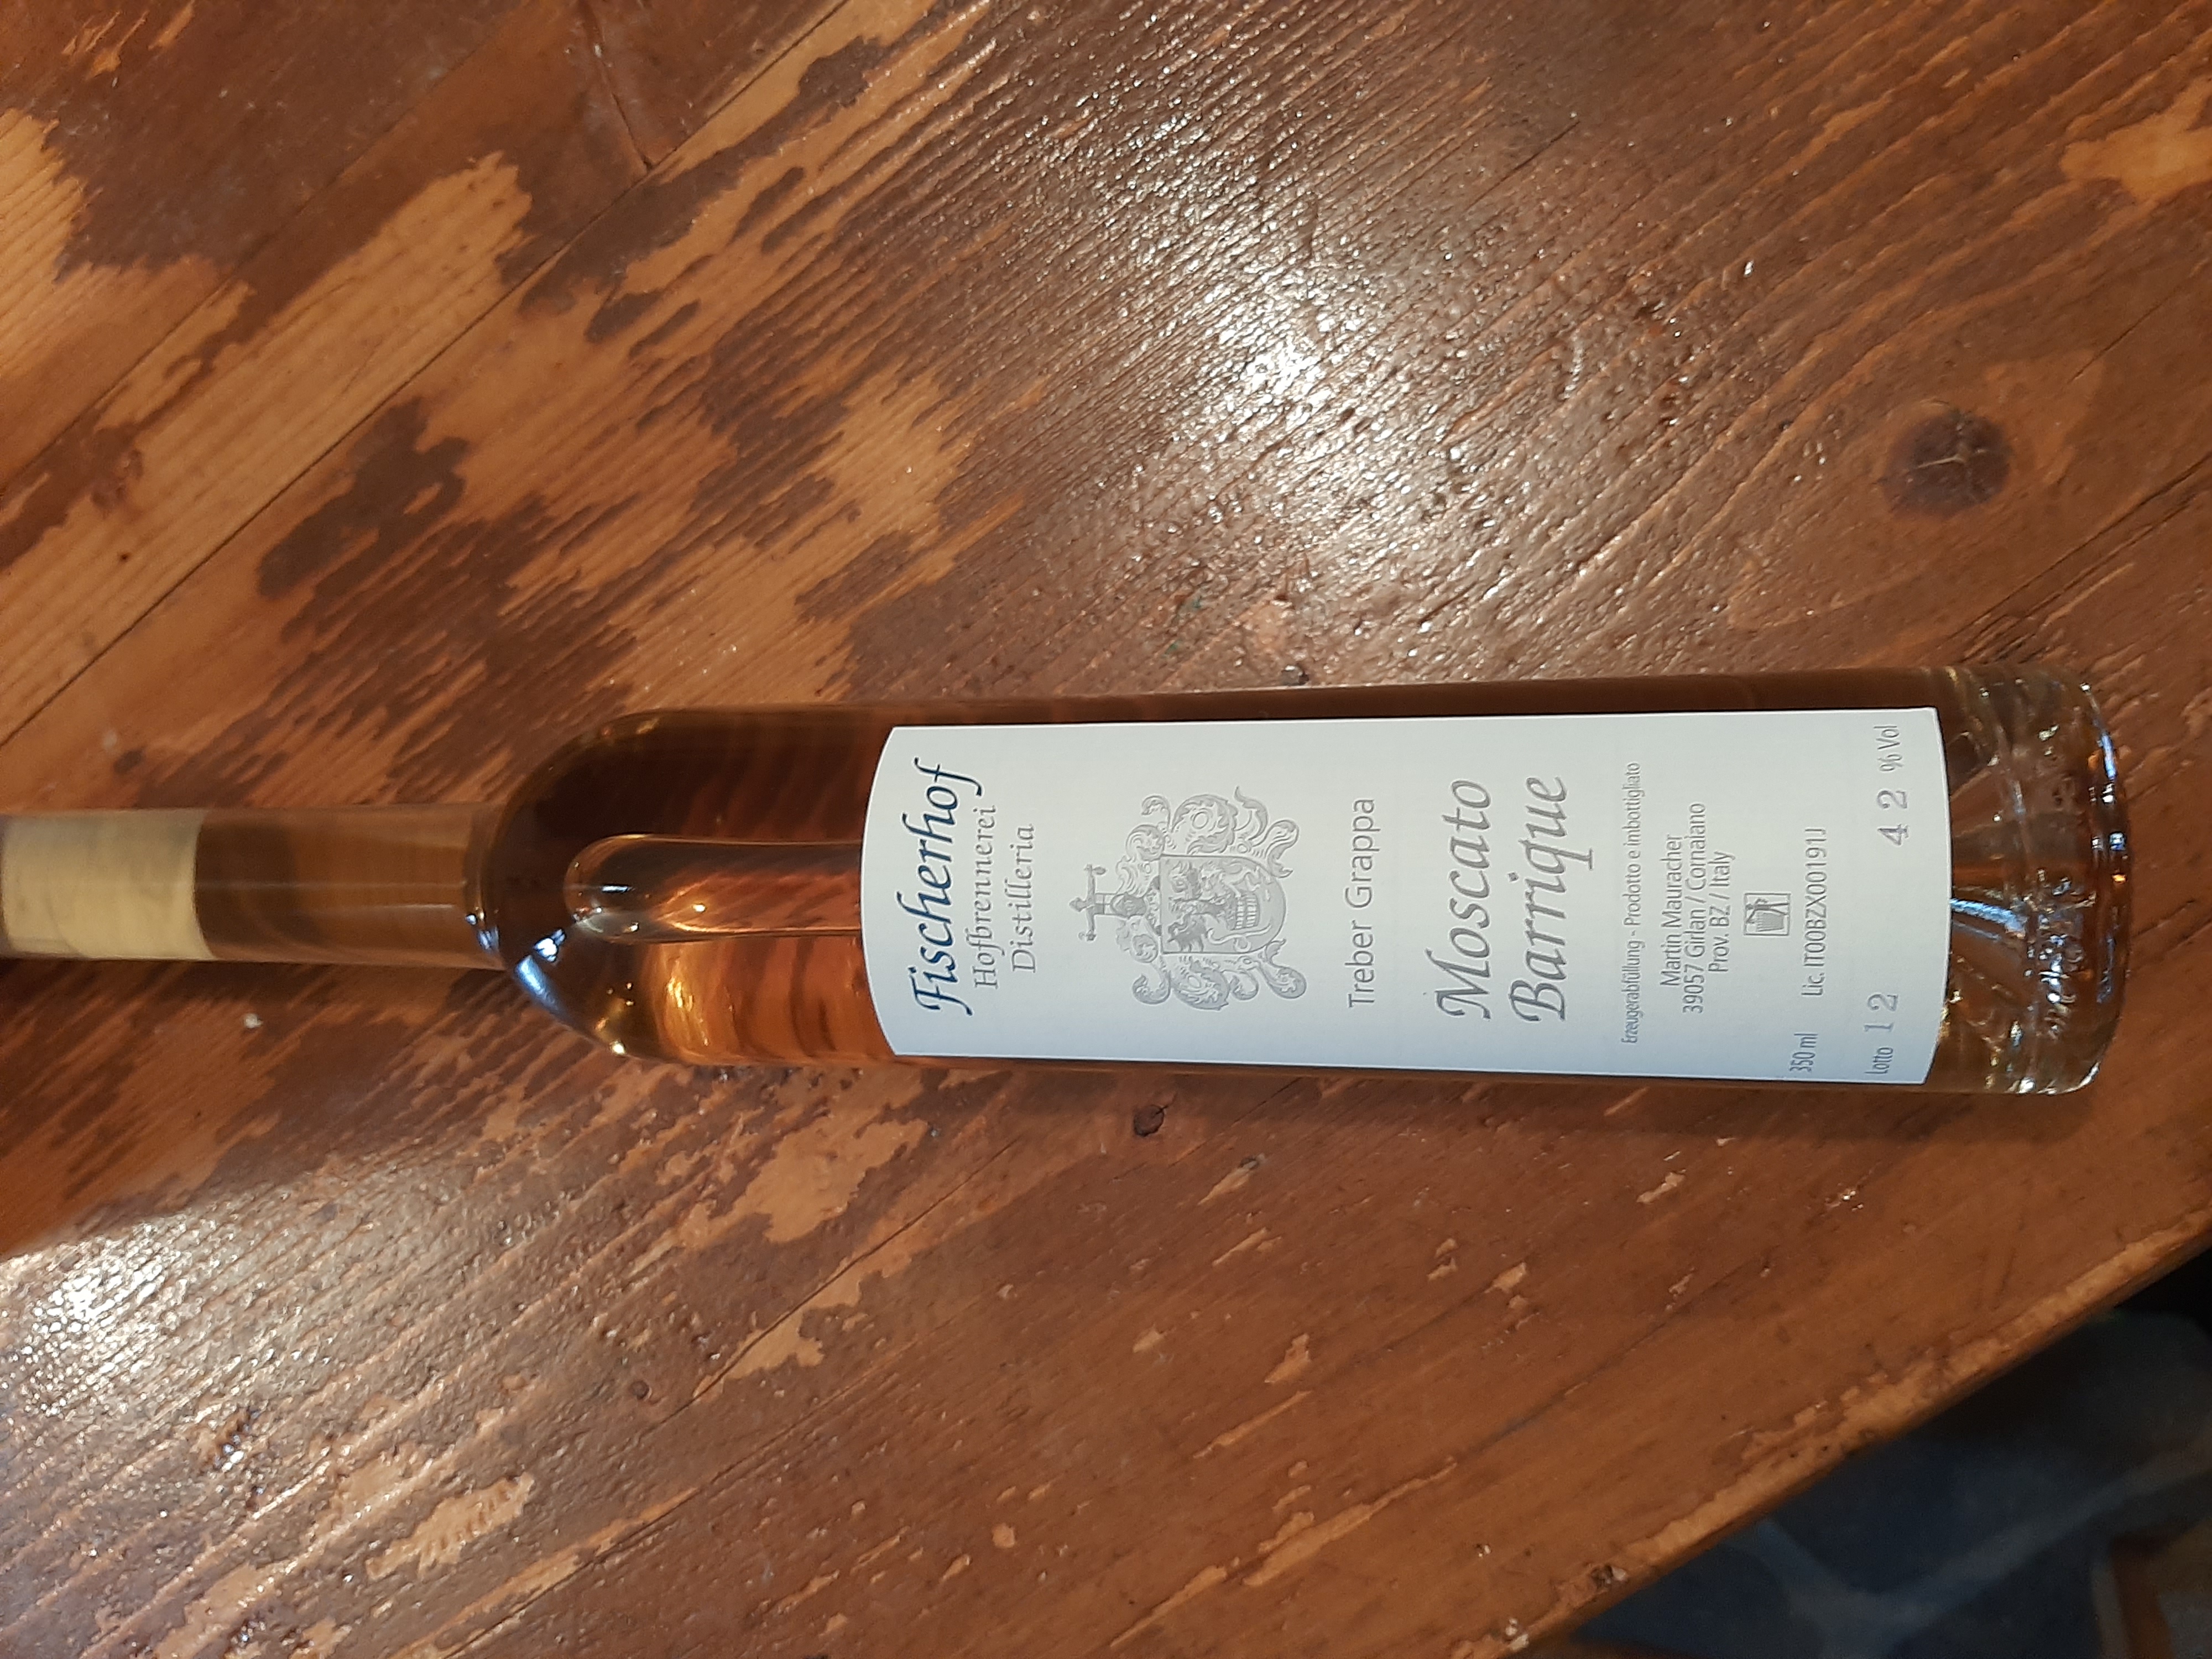 Fischerhof
Hofbrennerei
Distilleria
Treber Grappa
Moscato
Barrique
Erzeugerabfüllung - Prodotto e imbottigliato
Martin Mauracher
39057 Girlan / Cornaiano
Prov. BZ / Italy
350 ml Lic. IT00BZX00191J
Lotto 12 42 % Vol